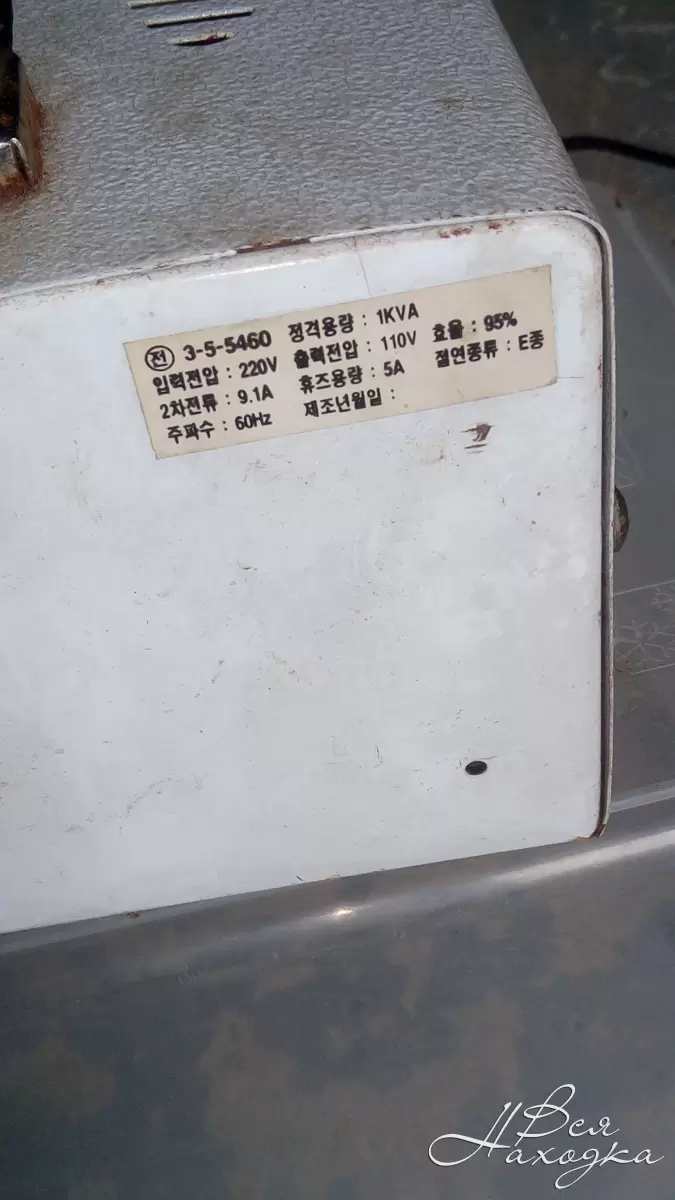 전 3-5-5460 정격용량 : 1KVA 효율 : 95%
입력전압 : 220V 출력전압 : 110V 절연종류 : E종
2차전류 : 9.1A 휴즈용량 : 5A
주파수 : 60Hz 제조년월일 :
Вся
Находка